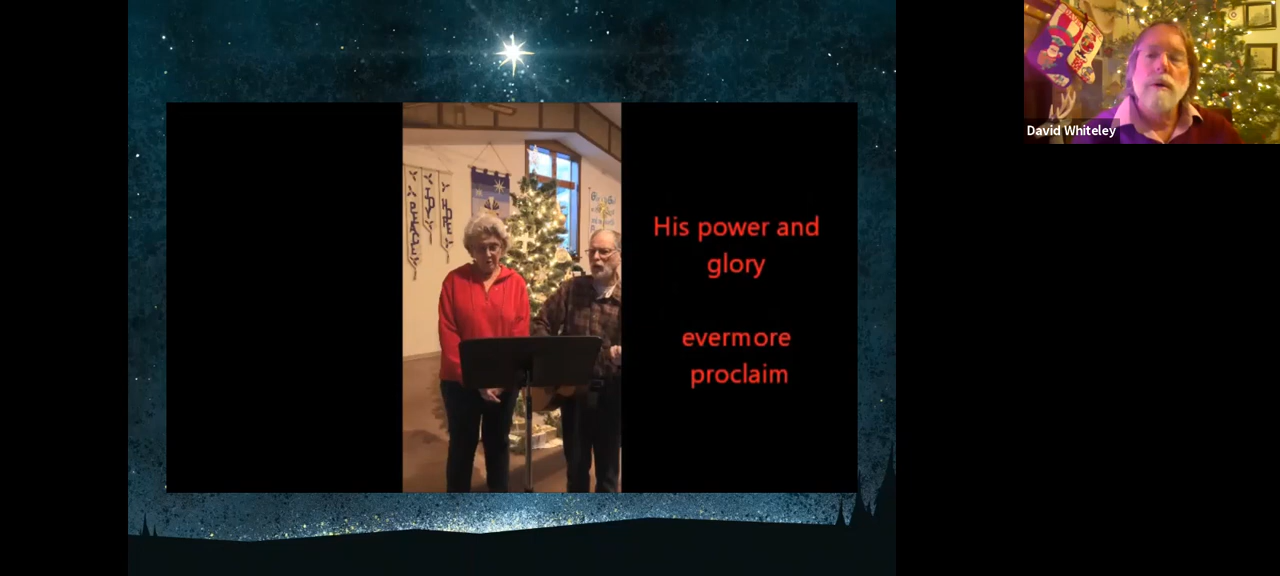 His power and
glory
evermore
proclaim
David Whiteley